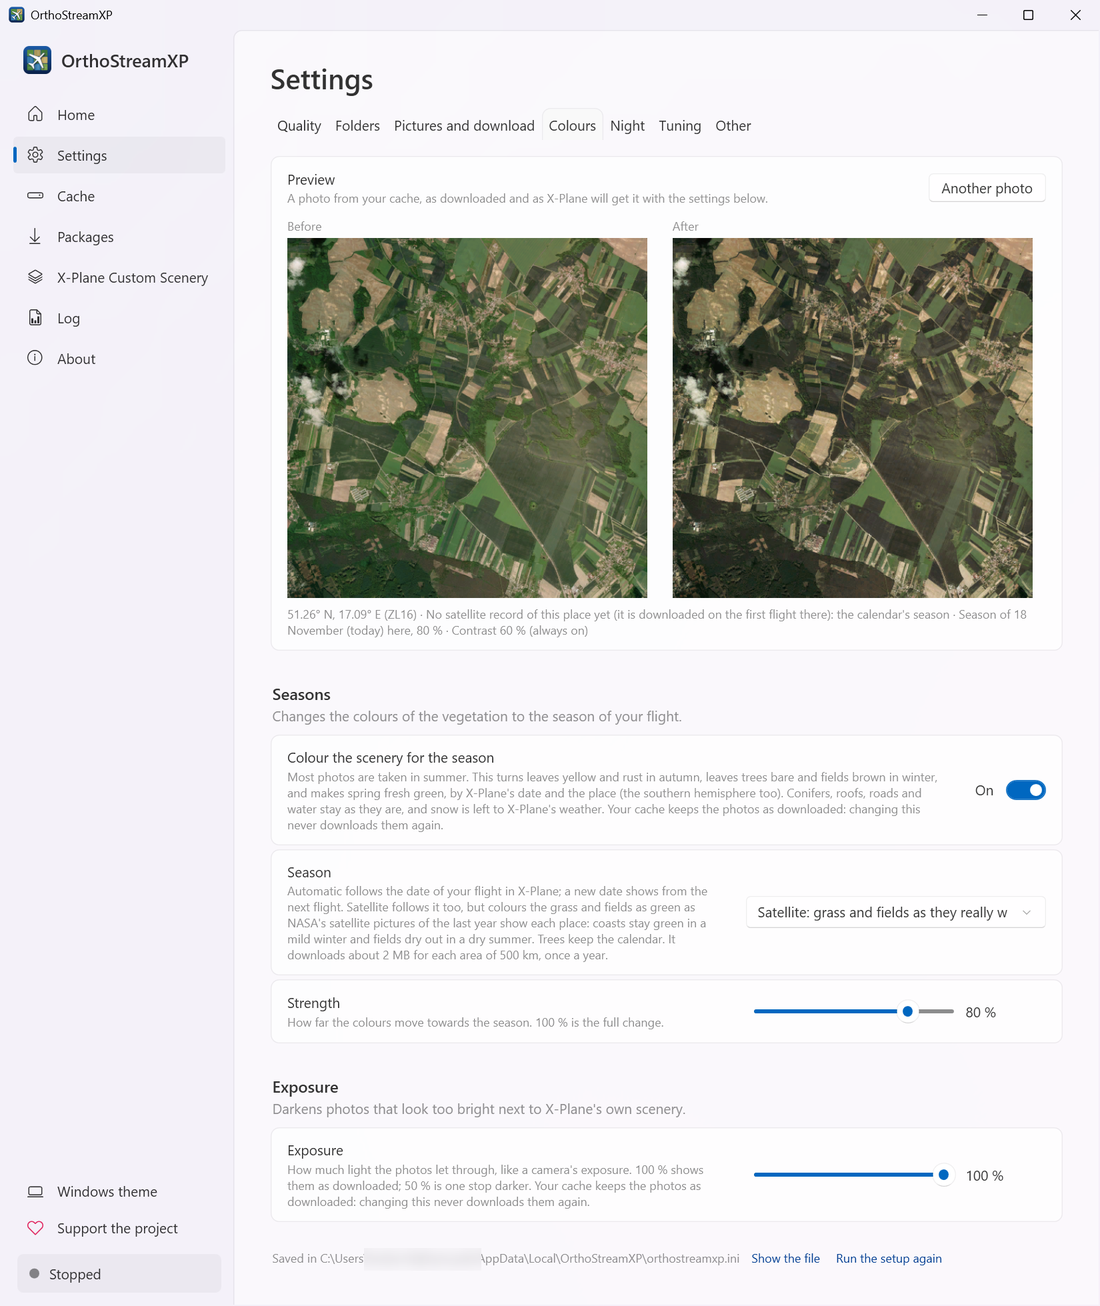 OrthoStreamXP
OrthoStreamXP
Home
Settings
Cache
Packages
X-Plane Custom Scenery
Log
About
Windows theme
Support the project
Stopped
Settings
Quality Folders Pictures and download Colours Night Tuning Other
Preview
A photo from your cache, as downloaded and as X-Plane will get it with the settings below.
Another photo
Before After
51.26° N, 17.09° E (ZL16) · No satellite record of this place yet (it is downloaded on the first flight there): the calendar's season · Season of 18
November (today) here, 80 % · Contrast 60 % (always on)
Seasons
Changes the colours of the vegetation to the season of your flight.
Colour the scenery for the season
Most photos are taken in summer. This turns leaves yellow and rust in autumn, leaves trees bare and fields brown in winter,
and makes spring fresh green, by X-Plane's date and the place (the southern hemisphere too). Conifers, roofs, roads and
water stay as they are, and snow is left to X-Plane's weather. Your cache keeps the photos as downloaded: changing this
never downloads them again.
On
Season
Automatic follows the date of your flight in X-Plane; a new date shows from the
next flight. Satellite follows it too, but colours the grass and fields as green as
NASA's satellite pictures of the last year show each place: coasts stay green in a
mild winter and fields dry out in a dry summer. Trees keep the calendar. It
downloads about 2 MB for each area of 500 km, once a year.
Satellite: grass and fields as they really w
Strength
How far the colours move towards the season. 100 % is the full change.
80 %
Exposure
Darkens photos that look too bright next to X-Plane's own scenery.
Exposure
How much light the photos let through, like a camera's exposure. 100 % shows
them as downloaded; 50 % is one stop darker. Your cache keeps the photos as
downloaded: changing this never downloads them again.
100 %
Saved in C:\Users \AppData\Local\OrthoStreamXP\orthostreamxp.ini Show the file Run the setup again